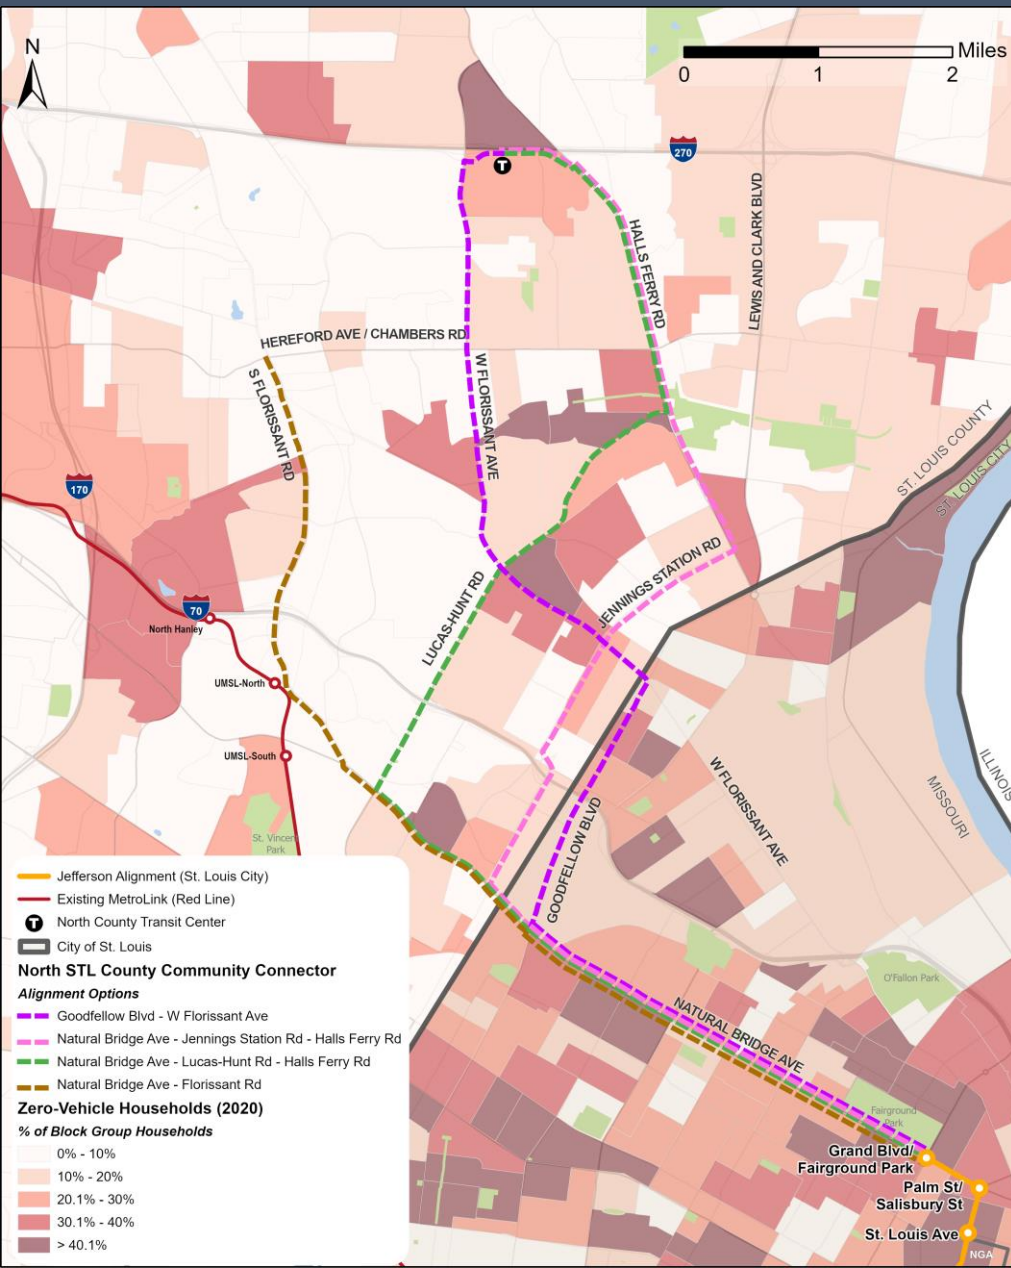 N
Miles
0 1 2
270
HALLS FERRY RD
LEWIS AND CLARK BLVD
HEREFORD AVE / CHAMBERS RD
S FLORISSANT RD
W FLORISSANT AVE
ST. LOUIS COUNTY
ST. LOUIS CITY
170
JENNINGS STATION RD
LUCAS-HUNT RD
70
North Hanley
UMSL-North
UMSL-South
ILLINOIS
MISSOURI
W FLORISSANT AVE
GOODFELLOW BLVD
St. Vincent
Park
O'Fallon Park
NATURAL BRIDGE AVE
Fairground
Park
Grand Blvd/
Fairground Park
Palm St/
Salisbury St
St. Louis Ave
NGA
Jefferson Alignment (St. Louis City)
Existing MetroLink (Red Line)
T North County Transit Center
City of St. Louis
North STL County Community Connector
Alignment Options
Goodfellow Blvd - W Florissant Ave
Natural Bridge Ave - Jennings Station Rd - Halls Ferry Rd
Natural Bridge Ave - Lucas-Hunt Rd - Halls Ferry Rd
Natural Bridge Ave - Florissant Rd
Zero-Vehicle Households (2020)
% of Block Group Households
0% - 10%
10% - 20%
20.1% - 30%
30.1% - 40%
> 40.1%